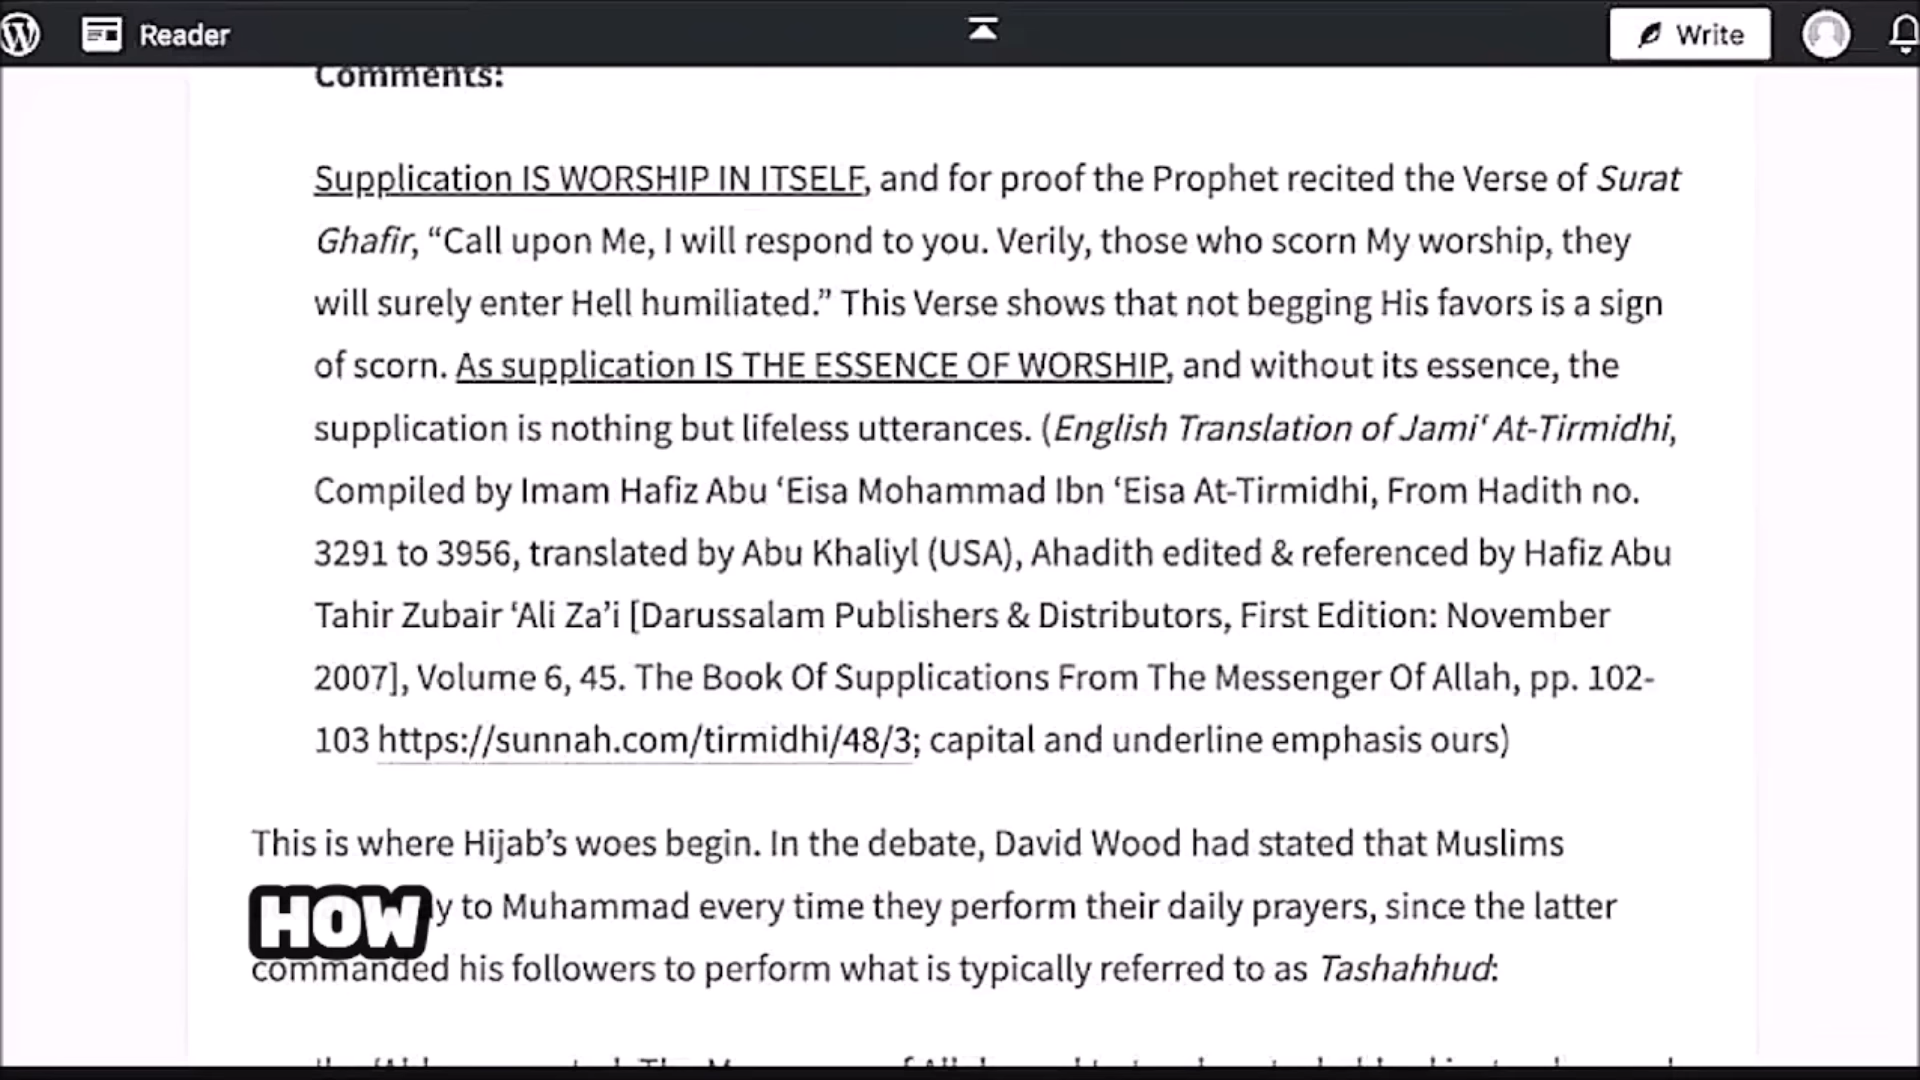 Reader
Write
Comments:
Supplication IS WORSHIP IN ITSELF, and for proof the Prophet recited the Verse of Surat
Ghafir, “Call upon Me, I will respond to you. Verily, those who scorn My worship, they
will surely enter Hell humiliated.” This Verse shows that not begging His favors is a sign
of scorn. As supplication IS THE ESSENCE OF WORSHIP, and without its essence, the
supplication is nothing but lifeless utterances. (English Translation of Jami‘ At-Tirmidhi,
Compiled by Imam Hafiz Abu ‘Eisa Mohammad Ibn ‘Eisa At-Tirmidhi, From Hadith no.
3291 to 3956, translated by Abu Khaliyl (USA), Ahadith edited & referenced by Hafiz Abu
Tahir Zubair ‘Ali Za’i [Darussalam Publishers & Distributors, First Edition: November
2007], Volume 6, 45. The Book Of Supplications From The Messenger Of Allah, pp. 102-
103 https://sunnah.com/tirmidhi/48/3; capital and underline emphasis ours)
This is where Hijab’s woes begin. In the debate, David Wood had stated that Muslims
HOW
to Muhammad every time they perform their daily prayers, since the latter
commanded his followers to perform what is typically referred to as Tashahhud: